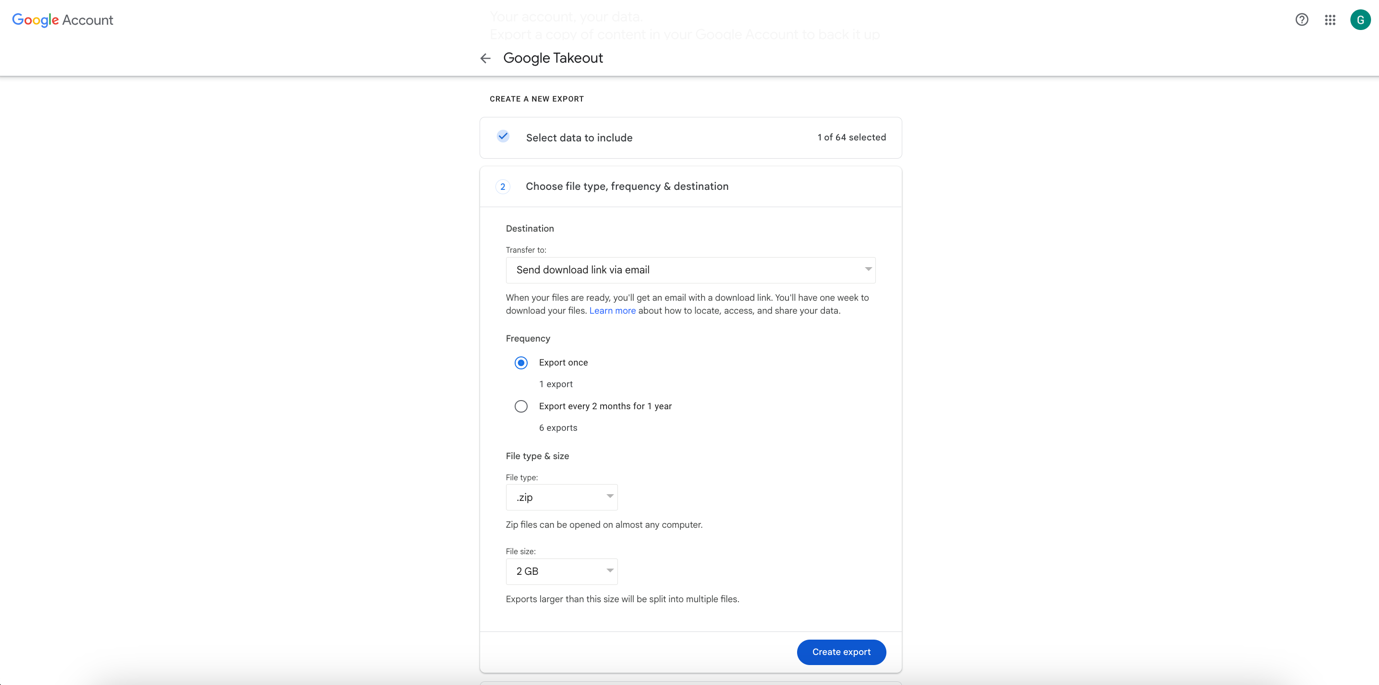 Google Account
Your account, your data
Export a copy of content in your Google Account to back it up
G
Google Takeout
CREATE A NEW EXPORT
Select data to include
1 of 64 selected
2
Choose file type, frequency & destination
Destination
Transfer to:
Send download link via email
When your files are ready, you'll get an email with a download link. You'll have one week to
download your files. Learn more about how to locate, access, and share your data.
Frequency
Export once
1 export
Export every 2 months for 1 year
6 exports
File type & size
File type:
.zip
Zip files can be opened on almost any computer.
File size:
2 GB
Exports larger than this size will be split into multiple files.
Create export